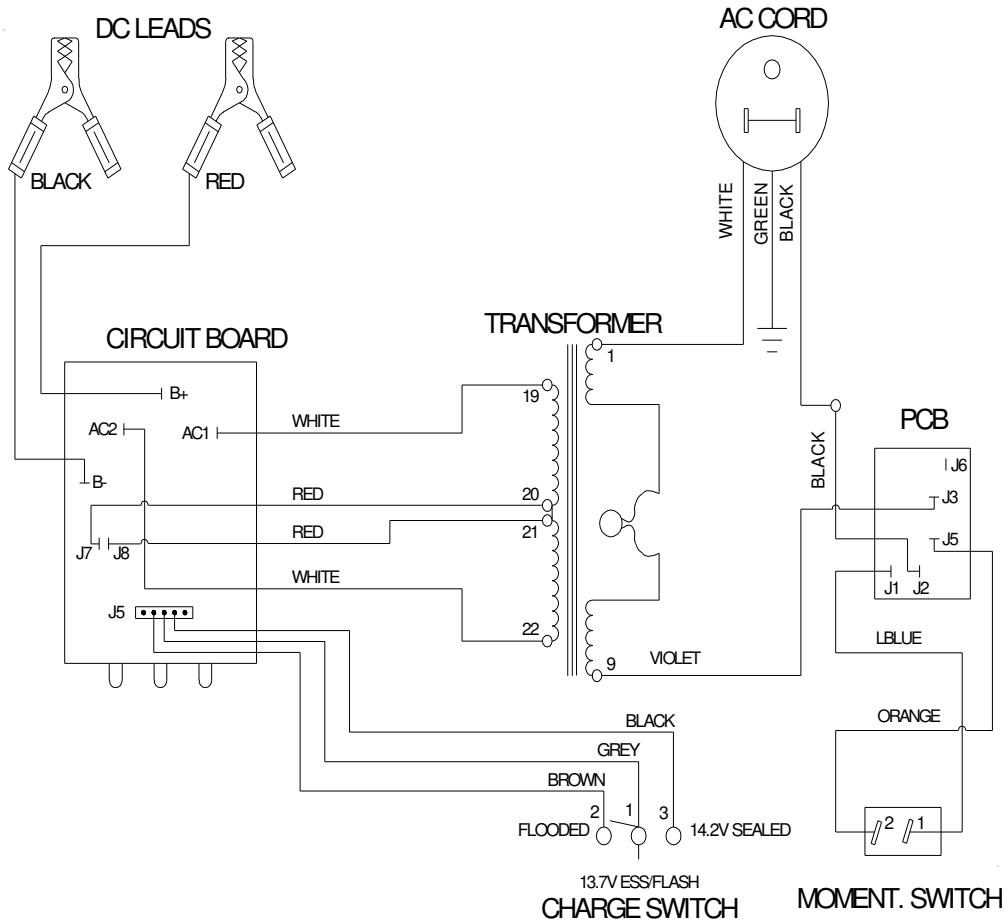 DC LEADS
AC CORD
BLACK
RED
WHITE
GREEN
BLACK
CIRCUIT BOARD
TRANSFORMER
1
B+
19
AC2
AC1
WHITE
PCB
BLACK
J6
B-
RED
20
J3
RED
21
J5
J7
J8
WHITE
J1
J2
J5
22
9
VIOLET
LBLUE
BLACK
ORANGE
GREY
BROWN
2
1
3
FLOODED
14.2V SEALED
2
1
13.7V ESS/FLASH
CHARGE SWITCH
MOMENT. SWITCH